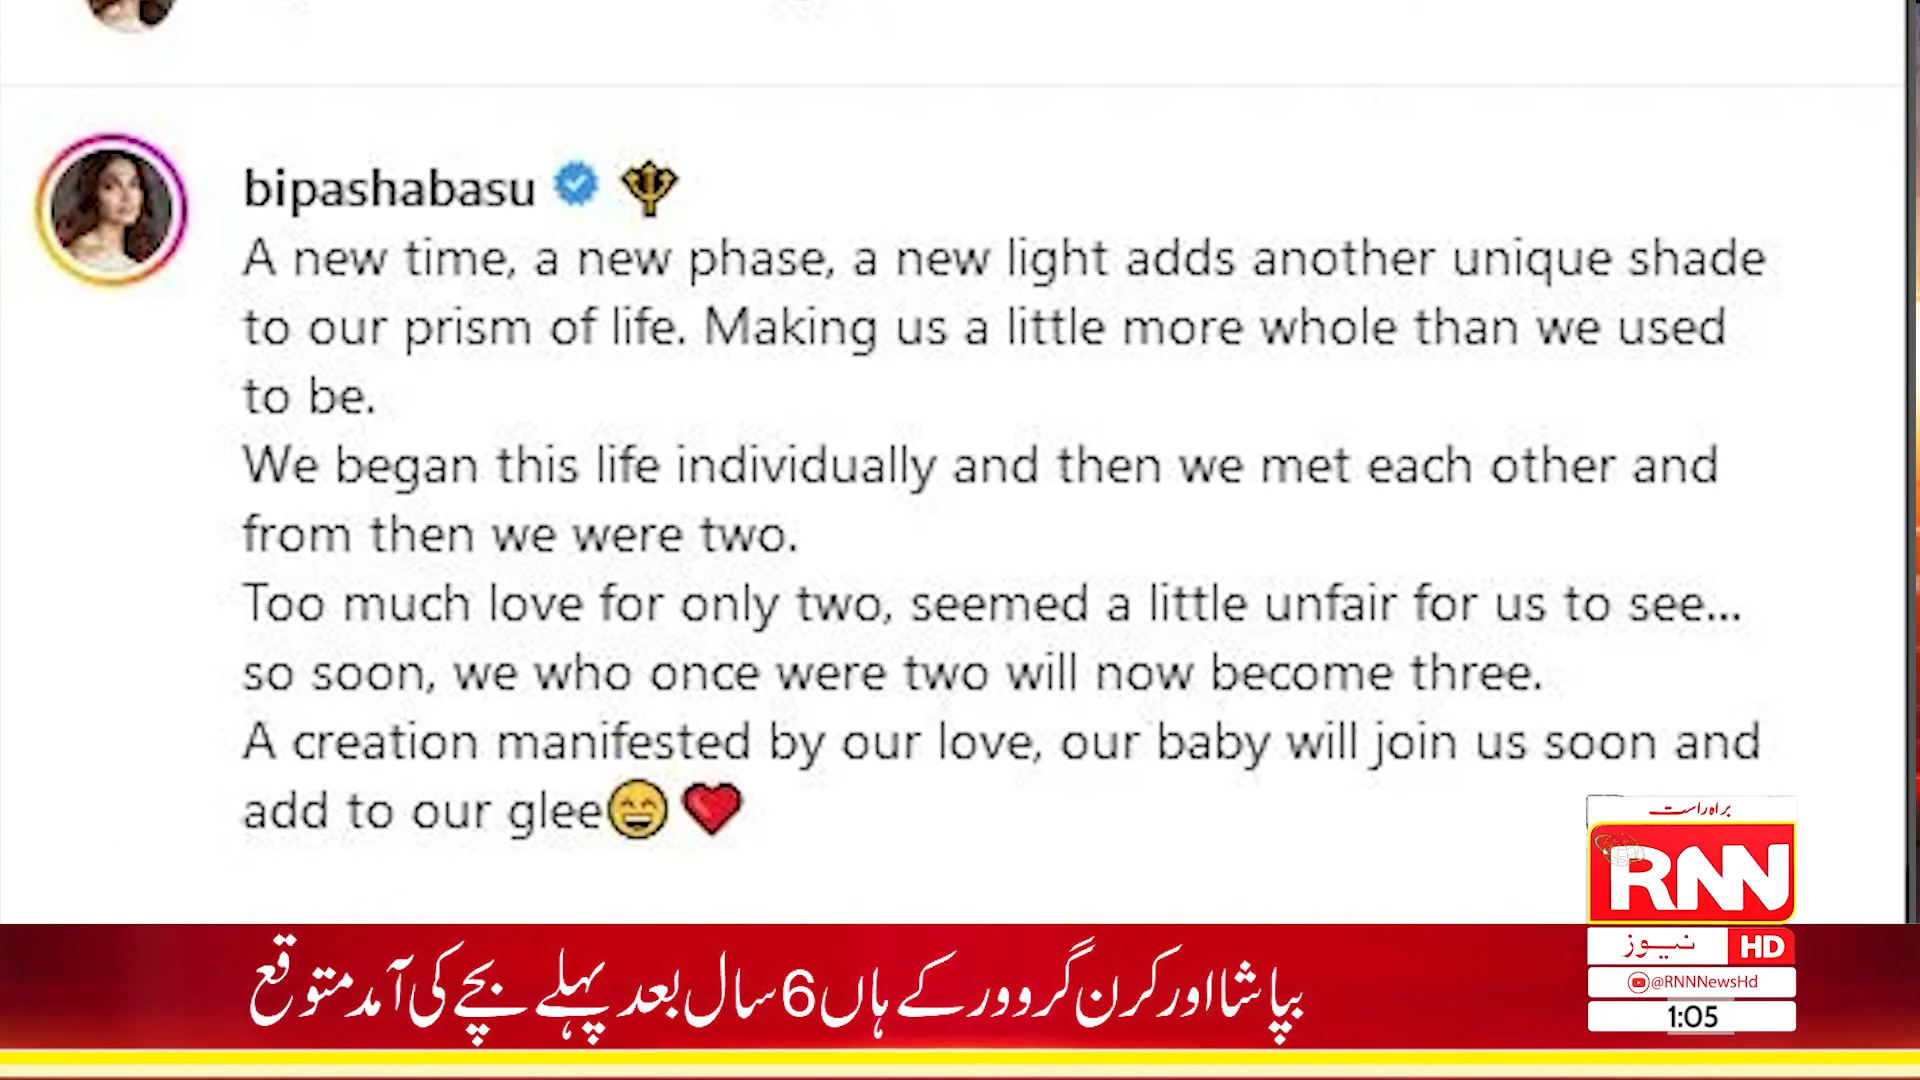 bipashabasu
A new time, a new phase, a new light adds another unique shade
to our prism of life. Making us a little more whole than we used
to be.
We began this life individually and then we met each other and
from then we were two.
Too much love for only two, seemed a little unfair for us to see...
so soon, we who once were two will now become three.
A creation manifested by our love, our baby will join us soon and
add to our glee😄❤️
براہ راست
RNN
نیوز HD
@RNNNewsHd
1:05
بپاشا اور کرن گروور کے ہاں 6 سال بعد پہلے بچے کی آمد متوقع